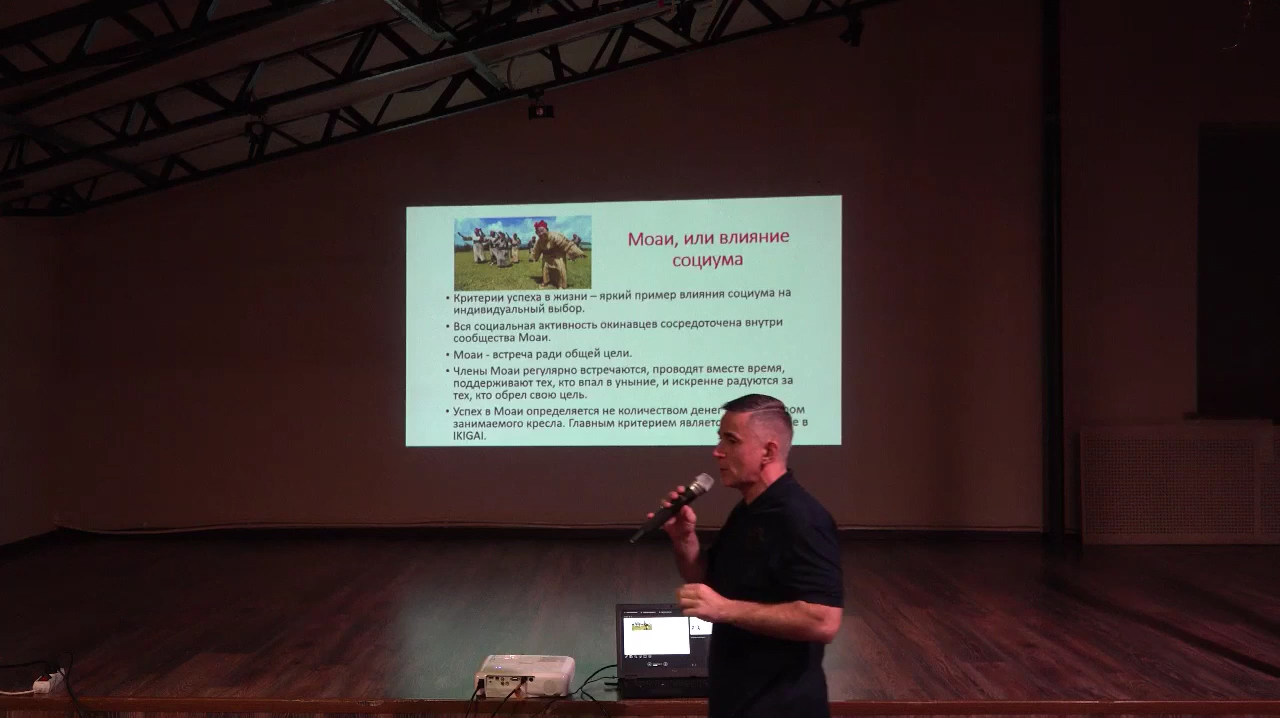 Моаи, или влияние
социума
• Критерии успеха в жизни – яркий пример влияния социума на
индивидуальный выбор.
• Вся социальная активность окинавцев сосредоточена внутри
сообщества Моаи.
• Моаи - встреча ради общей цели.
• Члены Моаи регулярно встречаются, проводят вместе время,
поддерживают тех, кто впал в уныние, и искренне радуются за
тех, кто обрел свою цель.
• Успех в Моаи определяется не количеством
занимаемого кресла. Главным критерием в
IKIGAI.